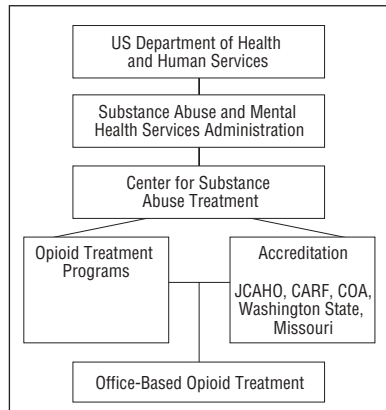 US Department of Health
and Human Services
Substance Abuse and Mental
Health Services Administration
Center for Substance
Abuse Treatment
Opioid Treatment
Programs
Accreditation
JCAHO, CARF, COA,
Washington State,
Missouri
Office-Based Opioid Treatment